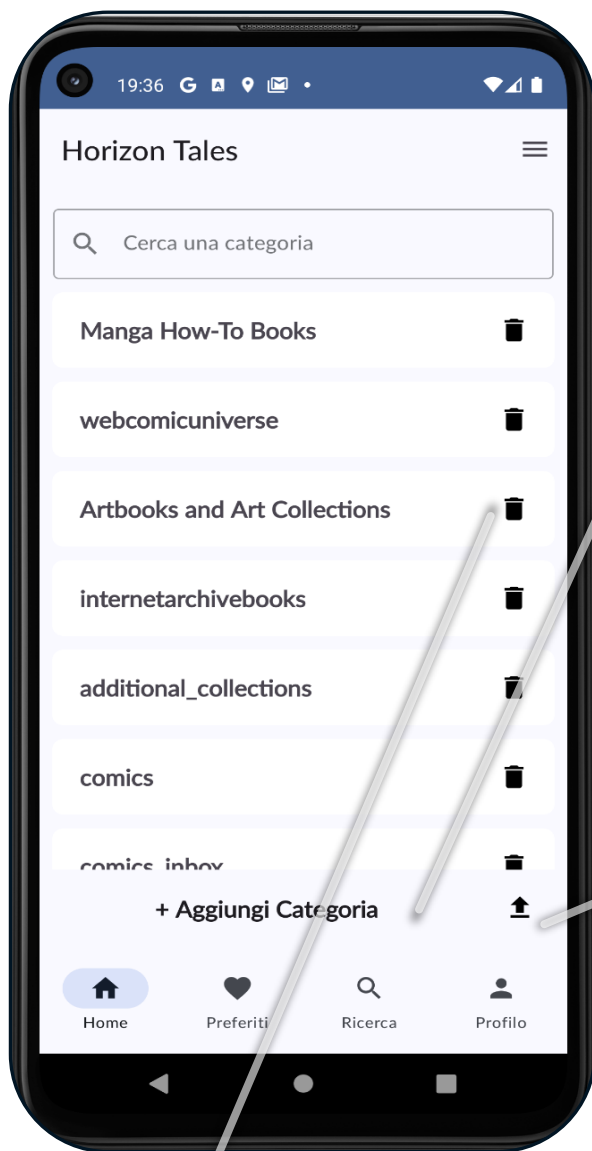 19:36
Horizon Tales
Cerca una categoria
Manga How-To Books
webcomicuniverse
Artbooks and Art Collections
internetarchivebooks
additional_collections
comics
comics_inbox
+ Aggiungi Categoria
Home Preferiti Ricerca Profilo